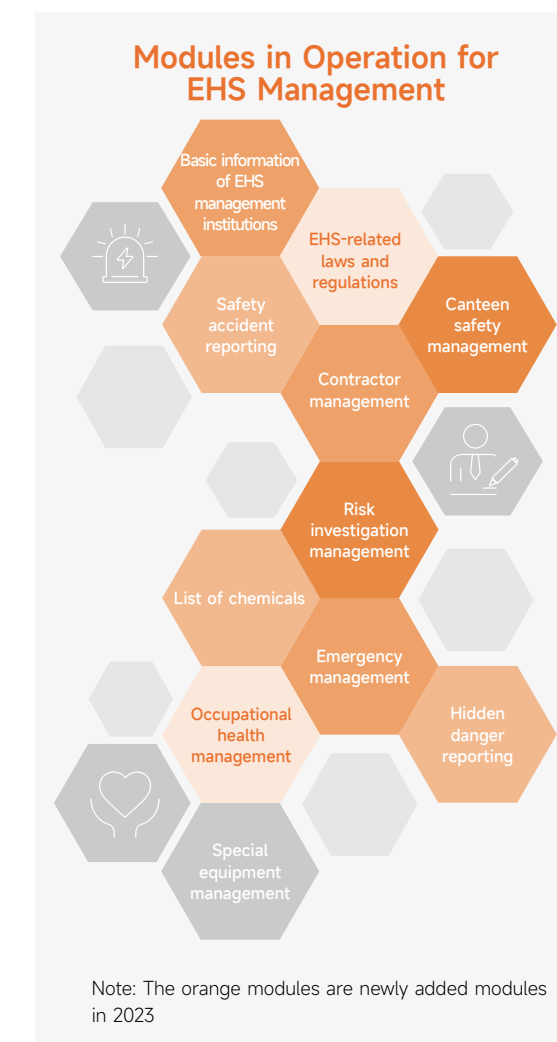 Modules in Operation for
EHS Management
Basic information
of EHS
management
institutions
EHS-related
laws and
regulations
Safety
accident
reporting
Canteen
safety
management
Contractor
management
Risk
investigation
management
List of chemicals
Emergency
management
Occupational
health
management
Hidden
danger
reporting
Special
equipment
management
Note: The orange modules are newly added modules
in 2023